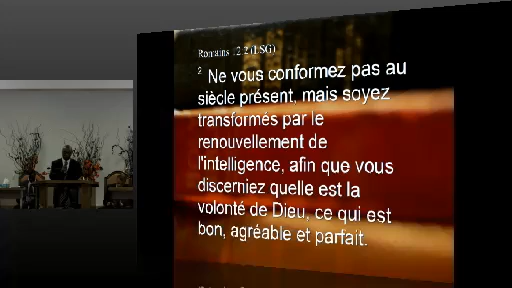 Romains 12:2 (LSG)
2 Ne vous conformez pas au
siècle présent, mais soyez
transformés par le
renouvellement de
l'intelligence, afin que vous
discerniez quelle est la
volonté de Dieu, ce qui est
bon, agréable et parfait.